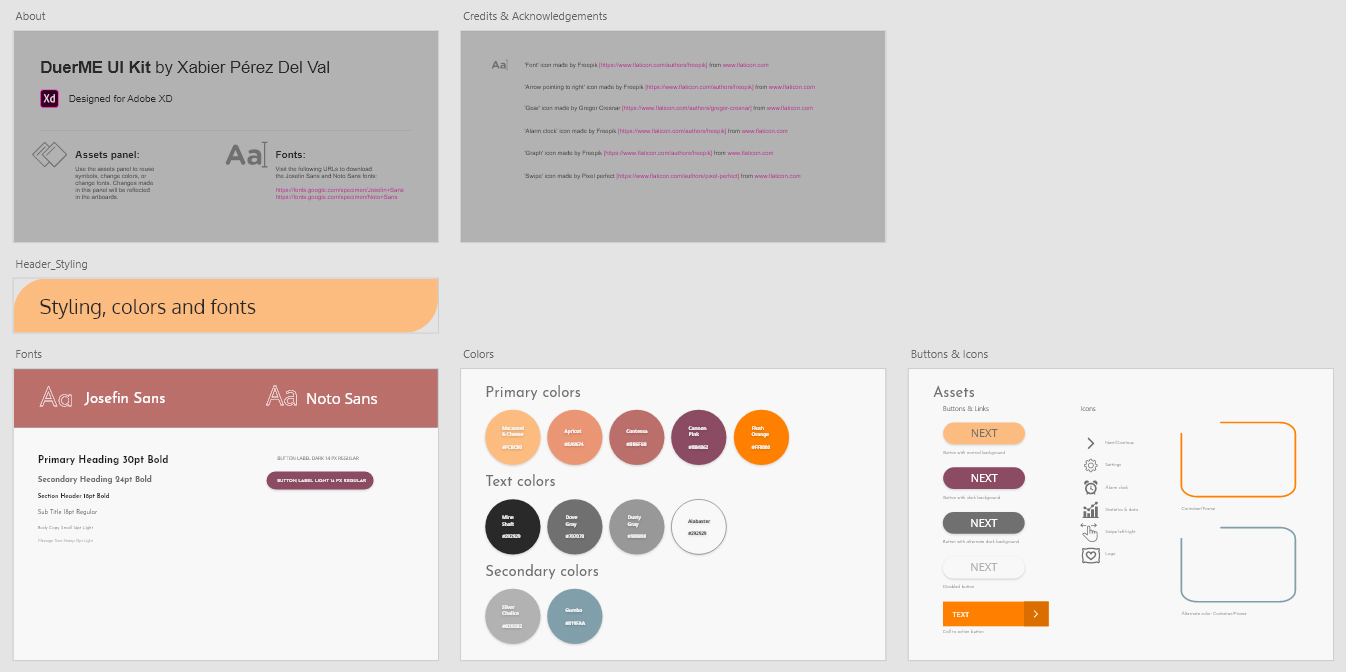 About
Credits & Acknowledgements
DuerME UI Kit by Xabier Pérez Del Val
Xd
Designed for Adobe XD
Assets panel:
Use the assets panel to reuse
symbols, change colors, or
change fonts. Changes made
in this panel will be reflected
in the artboards
Aa
Fonts:
Visit the following URLs to download
the Josefin Sans and Noto Sans fonts:
https://fonts.google.com/specimen/Josefin+Sans
https://fonts.google.com/specimen/Noto+Sans
Aa
'Font' icon made by Freepik [https://www.flaticon.com/authors/freepik] from www.flaticon.com
'Arrow pointing to right' icon made by Freepik [https://www.flaticon.com/authors/freepik] from www.flaticon.com
'Gear' icon made by Gregor Cresnar [https://www.flaticon.com/authors/gregor-cresnar] from www.flaticon.com
'Alarm clock' icon made by Freepik [https://www.flaticon.com/authors/freepik] from www.flaticon.com
'Graph' icon made by Freepik [https://www.flaticon.com/authors/freepik] from www.flaticon.com
'Swipe' icon made by Pixel perfect [https://www.flaticon.com/authors/pixel-perfect] from www.flaticon.com
Header_Styling
Styling, colors and fonts
Fonts
Aa Josefin Sans
Aa Noto Sans
Primary Heading 30pt Bold
Secondary Heading 24pt Bold
Section Header 16pt Bold
Sub Title 18pt Regular
Body Copy Small 14pt Light
BUTTON LABEL DARK 14 PX REGULAR
BUTTON LABEL LIGHT 14 PX REGULAR
Colors
Primary colors
Macaroni
& Cheese
Apricot
Contessa
Cannon
Pink
Flush
Orange
Text colors
Mine
Shaft
#292929
Dove
Gray
Dusty
Gray
Alabaster
#292929
Secondary colors
Silver
Chalice
Gumbo
Buttons & Icons
Assets
Buttons & Links
NEXT
Button with normal background
NEXT
Button with dark background
NEXT
Button with alternate dark background
NEXT
Disabled button
TEXT
Call to action button
Icons
Next/Continue
Settings
Alarm clock
Statistics & data
Swipe left/right
Logo
Container/Frame
Alternate color Container/Frame